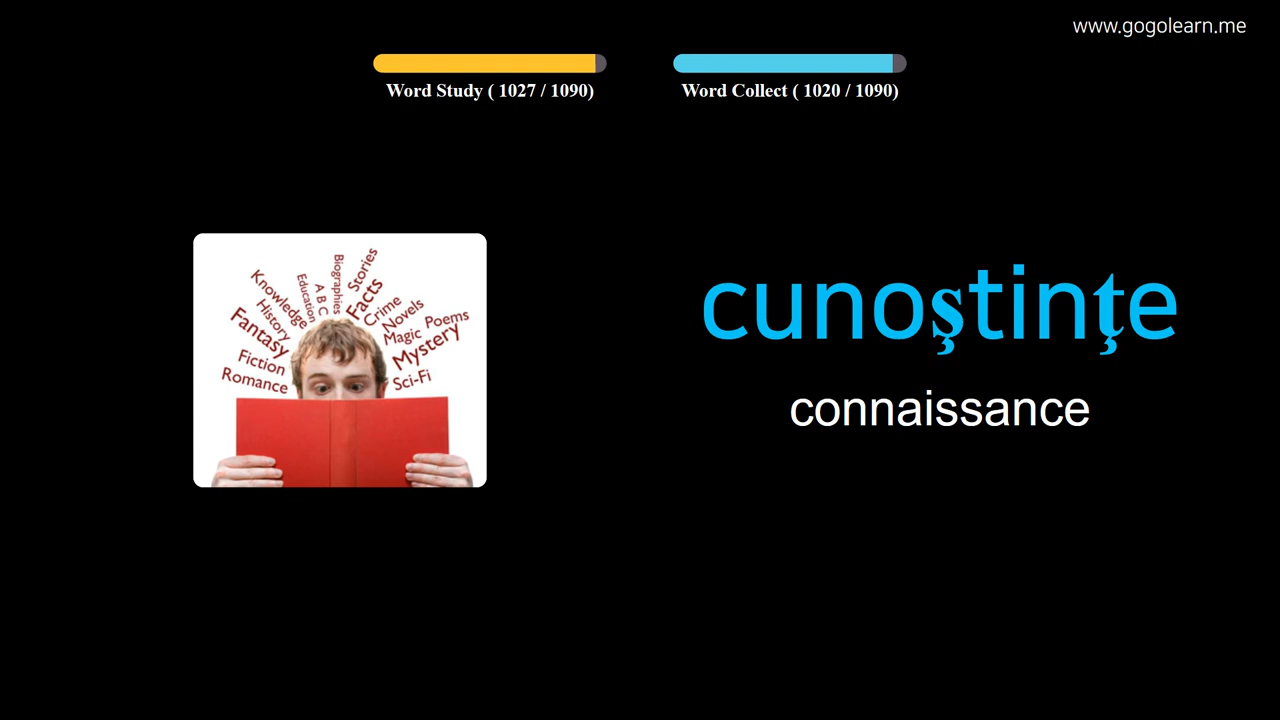 www.gogolearn.me
Word Study ( 1027 / 1090)
Word Collect ( 1020 / 1090)
Knowledge
History
Fantasy
Fiction
Romance
Education
A B C
Biographies
Stories
Facts
Crime
Novels
Magic
Poems
Mystery
Sci-Fi
cunoştinţe
connaissance